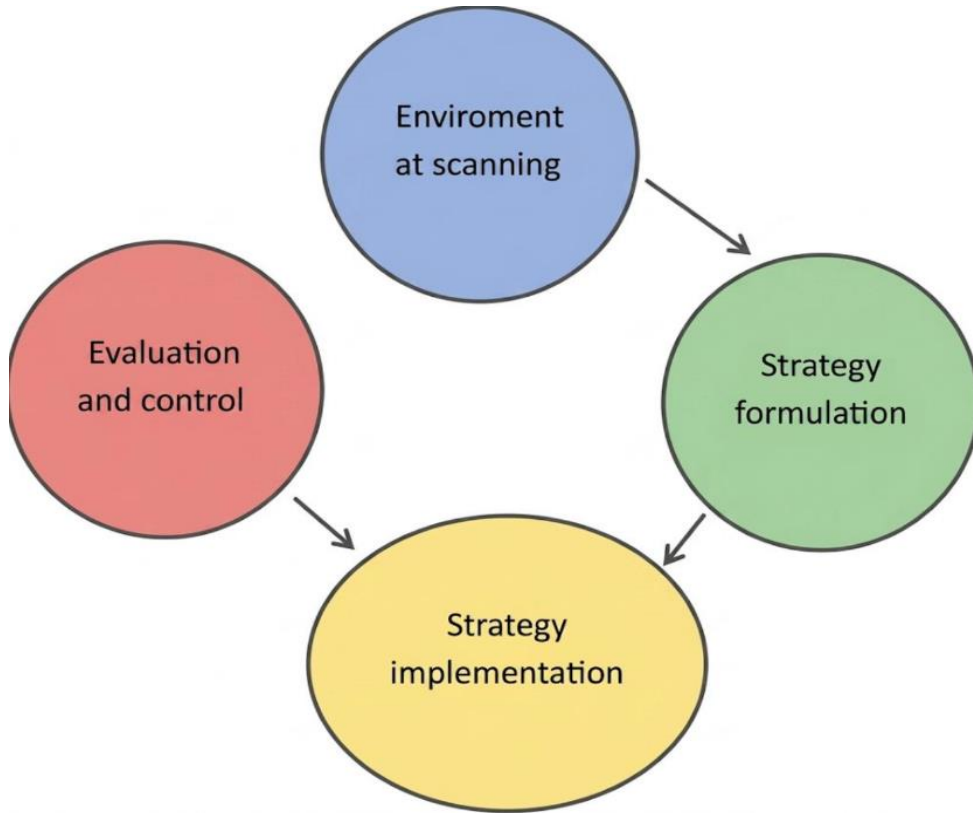 Enviroment
at scanning
Evaluation
and control
Strategy
formulation
Strategy
implementation